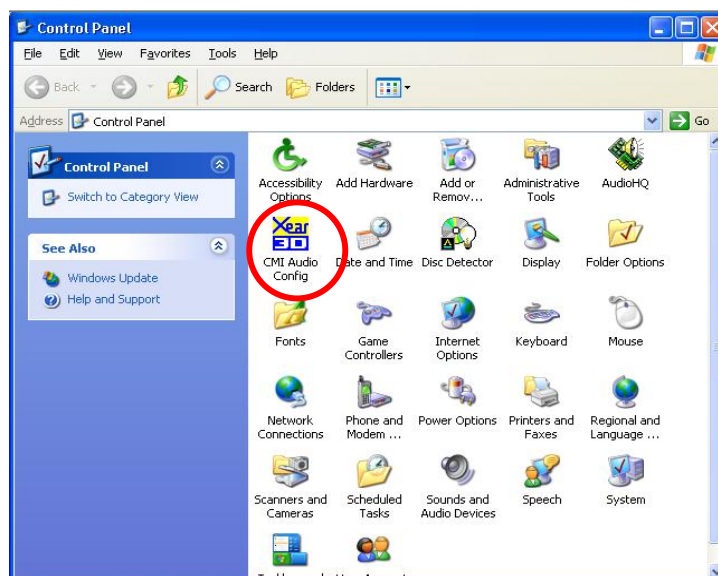 Control Panel
File Edit View Favorites Tools Help
Back Search Folders
Address Control Panel Go
Control Panel
Switch to Category View
See Also
Windows Update
Help and Support
Accessibility Options
Add Hardware
Add or Remov...
Administrative Tools
AudioHQ
Xear 3D
CMI Audio Config
Date and Time
Disc Detector
Display
Folder Options
Fonts
Game Controllers
Internet Options
Keyboard
Mouse
Network Connections
Phone and Modem ...
Power Options
Printers and Faxes
Regional and Language ...
Scanners and Cameras
Scheduled Tasks
Sounds and Audio Devices
Speech
System